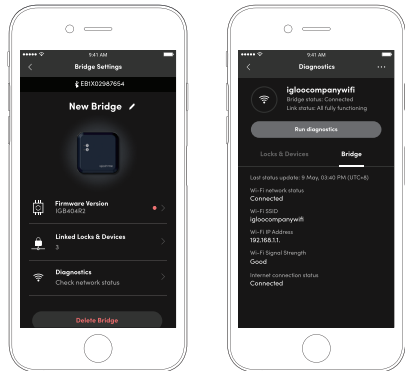 9:41 AM
Bridge Settings
EB1X02987654
New Bridge
Firmware Version
IGB404R2
Linked Locks & Devices
3
Diagnostics
Check network status
Delete Bridge
9:41 AM
Diagnostics
igloocompanywifi
Bridge status: Connected
Link status: All fully functioning
Run diagnostics
Locks & Devices Bridge
Last status update: 9 May, 03:40 PM (UTC+8)
Wi-Fi network status
Connected
Wi-Fi SSID
igloocompanywifi
Wi-Fi IP Address
192.168.1.1.
Wi-Fi Signal Strength
Good
Internet connection status
Connected